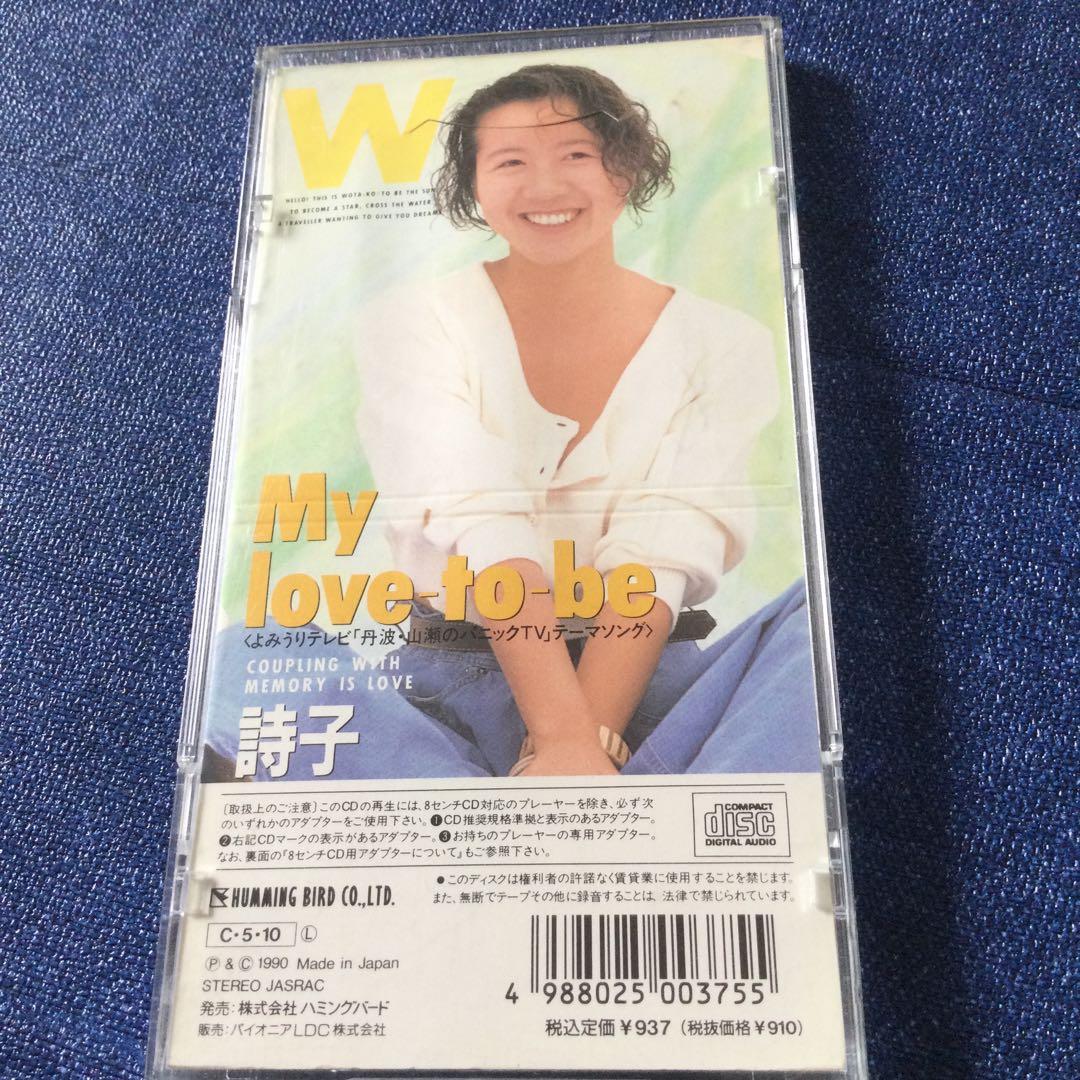 W
HELLO! THIS IS WOTA-KO. TO BE THE SUN,
TO BECOME A STAR, CROSS THE WATER.
A TRAVELLER WANTING TO GIVE YOU DREAM
My
love-to-be
〈よみうりテレビ「丹波・山瀬のパニックTV」テーマソング〉
COUPLING WITH
MEMORY IS LOVE
詩子
〔取扱上のご注意〕このCDの再生には、8センチCD対応のプレーヤーを除き、必ず次
のいずれかのアダプターをご使用下さい。❶CD推奨規格準拠と表示のあるアダプター。
❷右記CDマークの表示があるアダプター。❸お持ちのプレーヤーの専用アダプター。
なお、裏面の「8センチCD用アダプターについて」もご参照下さい。
COMPACT
disc
DIGITAL AUDIO
●このディスクは権利者の許諾なく賃貸業に使用することを禁じます。
また、無断でテープその他に録音することは、法律で禁じられています。
HUMMING BIRD CO.,LTD.
C・5・10 Ⓛ
Ⓟ & Ⓒ 1990 Made in Japan
STEREO JASRAC
発売:株式会社 ハミングバード
販売:パイオニアLDC株式会社
4 988025 003755
税込定価¥937(税抜価格¥910)